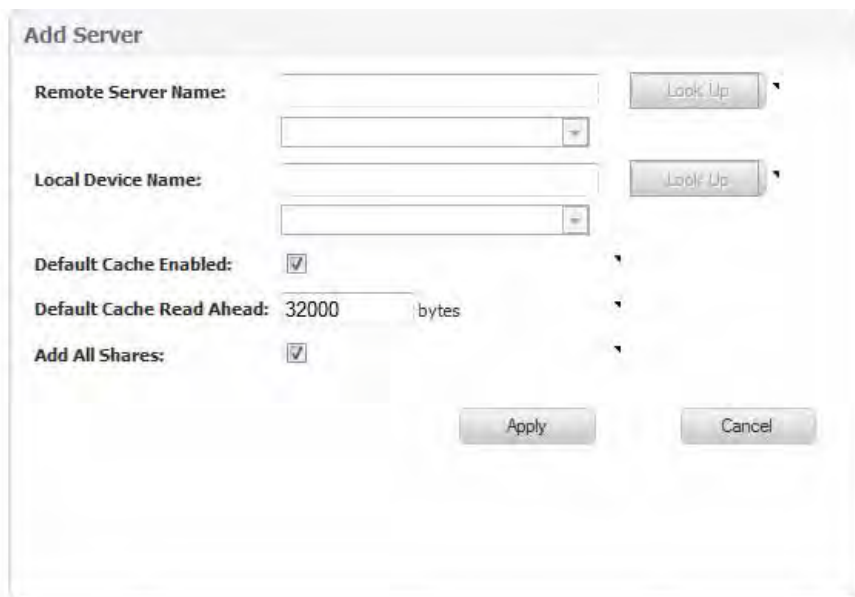 Add Server
Remote Server Name: Look Up
Local Device Name: Look Up
Default Cache Enabled:
Default Cache Read Ahead: 32000 bytes
Add All Shares:
Apply Cancel